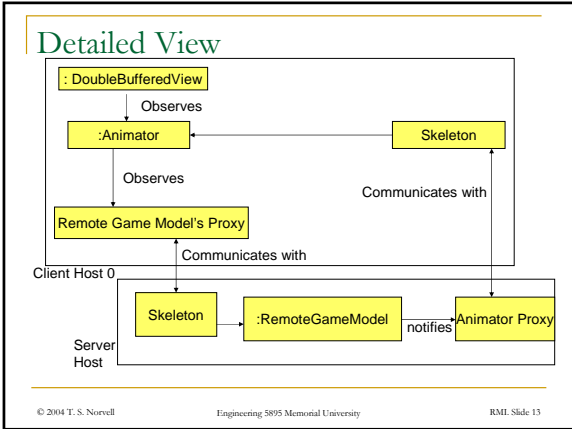 Detailed View
: DoubleBufferedView
Observes
:Animator
Skeleton
Observes
Communicates with
Remote Game Model's Proxy
Communicates with
Client Host 0
Skeleton
:RemoteGameModel
notifies
Animator Proxy
Server
Host
© 2004 T. S. Norvell
Engineering 5895 Memorial University
RMI. Slide 13